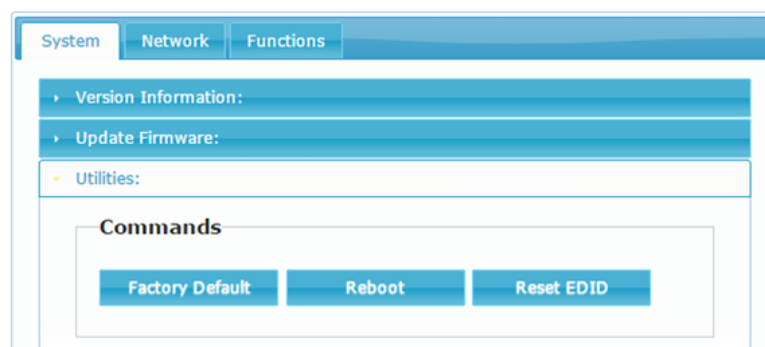 System Network Functions
Version Information:
Update Firmware:
Utilities:
Commands
Factory Default Reboot Reset EDID